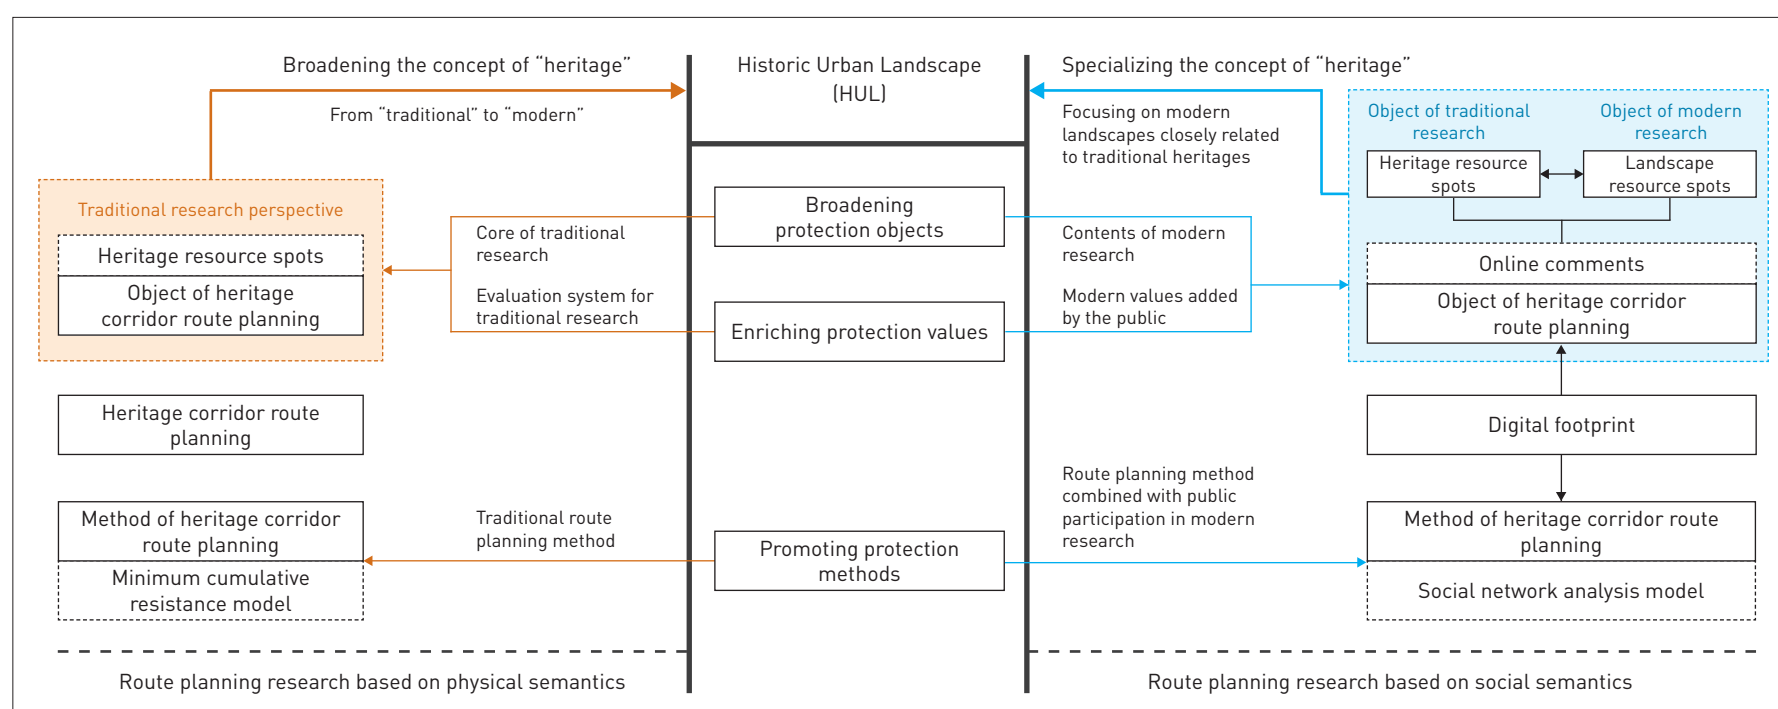 Broadening the concept of “heritage”
From “traditional” to “modern”
Traditional research perspective
Heritage resource spots
Object of heritage
corridor route planning
Core of traditional
research
Evaluation system for
traditional research
Heritage corridor route
planning
Method of heritage corridor
route planning
Minimum cumulative
resistance model
Traditional route
planning method
Route planning research based on physical semantics
Historic Urban Landscape
(HUL)
Broadening
protection objects
Enriching protection values
Promoting protection
methods
Specializing the concept of “heritage”
Focusing on modern
landscapes closely related
to traditional heritages
Contents of modern
research
Modern values added
by the public
Route planning method
combined with public
participation in modern
research
Object of traditional
research
Object of modern
research
Heritage resource
spots
Landscape
resource spots
Online comments
Object of heritage corridor
route planning
Digital footprint
Method of heritage corridor route
planning
Social network analysis model
Route planning research based on social semantics